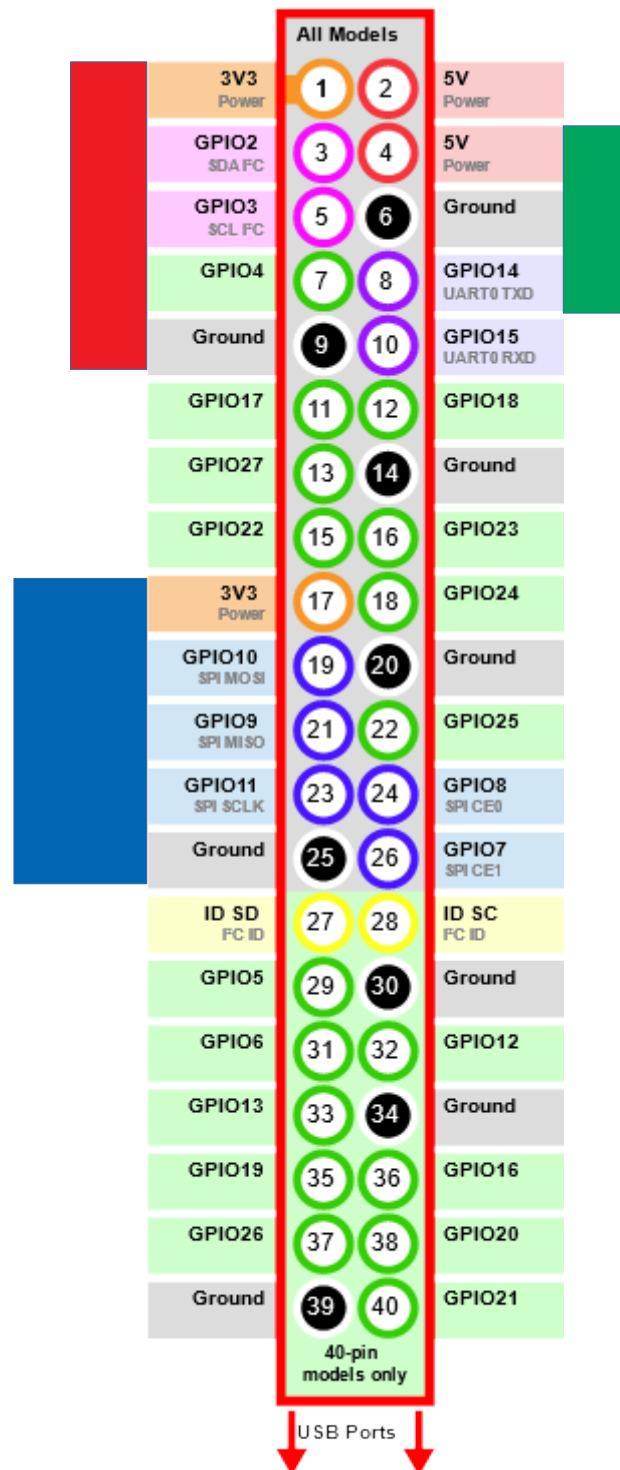 All Models
3V3 1 2 5V
Power Power
GPIO2 3 4 5V
SDA FC Power
GPIO3 5 6 Ground
SCL FC
GPIO4 7 8 GPIO14
UART0 TXD
Ground 9 10 GPIO15
UART0 RXD
GPIO17 11 12 GPIO18
GPIO27 13 14 Ground
GPIO22 15 16 GPIO23
3V3 17 18 GPIO24
Power
GPIO10 19 20 Ground
SPI MOSI
GPIO9 21 22 GPIO25
SPI MISO
GPIO11 23 24 GPIO8
SPI SCLK SPI CE0
Ground 25 26 GPIO7
SPI CE1
ID SD 27 28 ID SC
FC ID FC ID
GPIO5 29 30 Ground
GPIO6 31 32 GPIO12
GPIO13 33 34 Ground
GPIO19 35 36 GPIO16
GPIO26 37 38 GPIO20
Ground 39 40 GPIO21
40-pin
models only
USB Ports